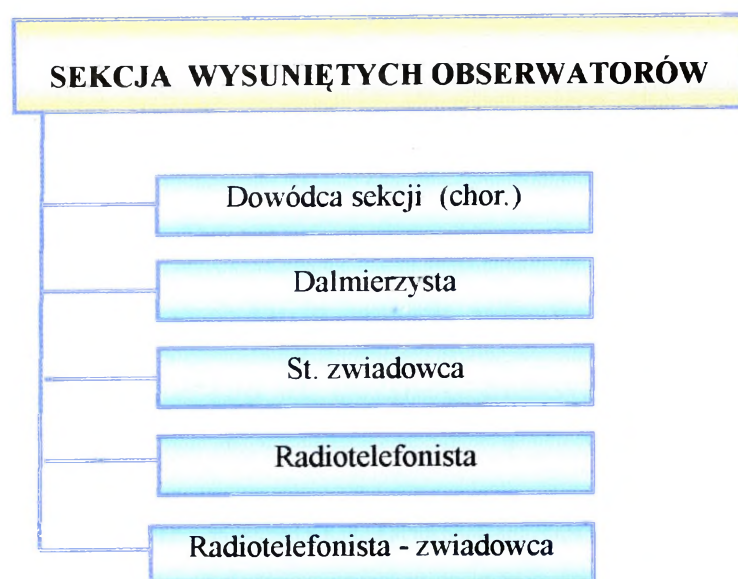 SEKCJA WYSUNIĘTYCH OBSERWATORÓW
Dowódca sekcji (chor.)
Dalmierzysta
St. zwiadowca
Radiotelefonista
Radiotelefonista - zwiadowca